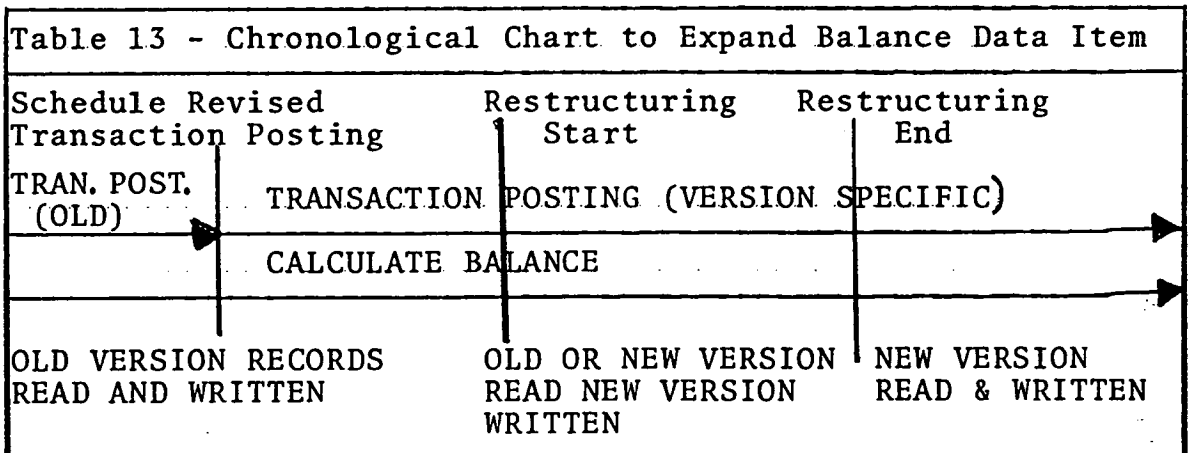 Table 13 - Chronological Chart to Expand Balance Data Item
Schedule Revised Restructuring Restructuring
Transaction Posting Start End
TRAN. POST. TRANSACTION POSTING (VERSION SPECIFIC)
(OLD)
CALCULATE BALANCE
OLD VERSION RECORDS OLD OR NEW VERSION NEW VERSION
READ AND WRITTEN READ NEW VERSION READ & WRITTEN
WRITTEN